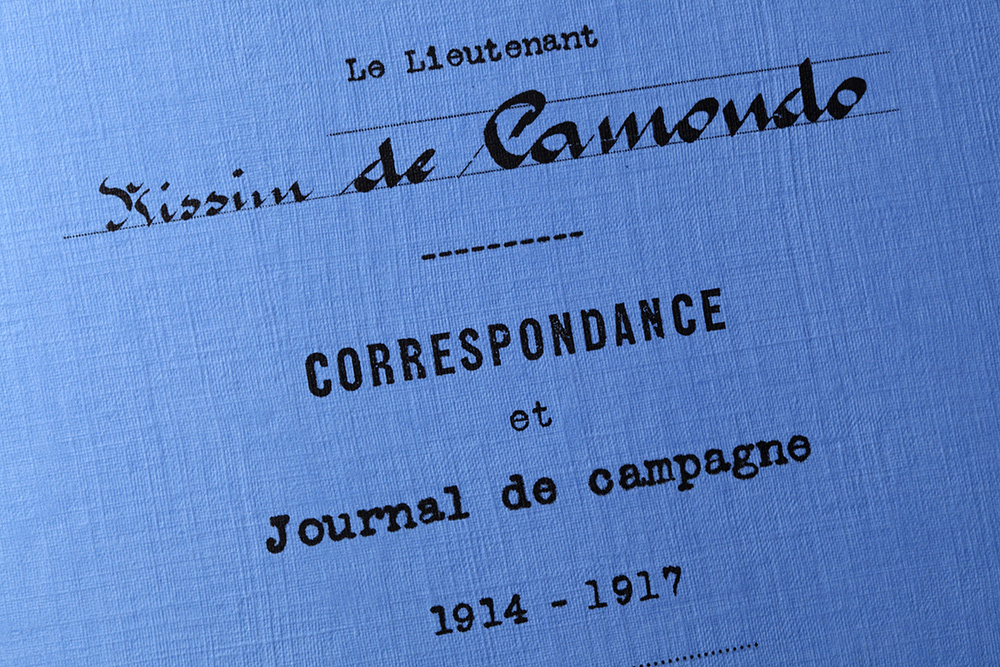 Le Lieutenant
Nissim de Camondo
----------
CORRESPONDANCE
et
Journal de campagne
1914 - 1917